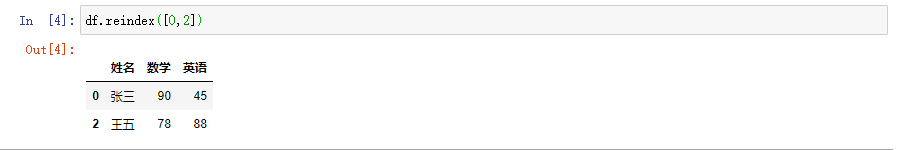 In [4]: df.reindex([0,2])
Out[4]:
姓名 数学 英语
0 张三 90 45
2 王五 78 88